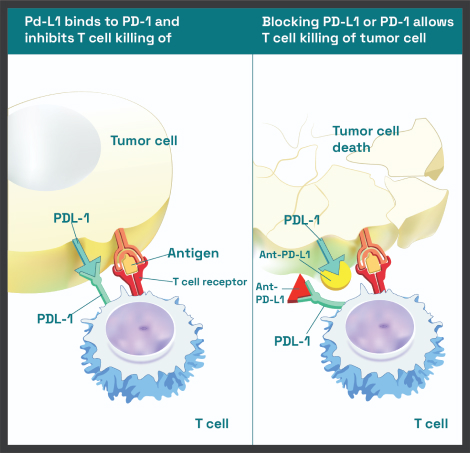 Pd-L1 binds to PD-1 and
inhibits T cell killing of
Tumor cell
PDL-1
Antigen
T cell receptor
PDL-1
T cell
Blocking PD-L1 or PD-1 allows
T cell killing of tumor cell
Tumor cell
death
PDL-1
Ant-PD-L1
Ant-
PD-L1
PDL-1
T cell